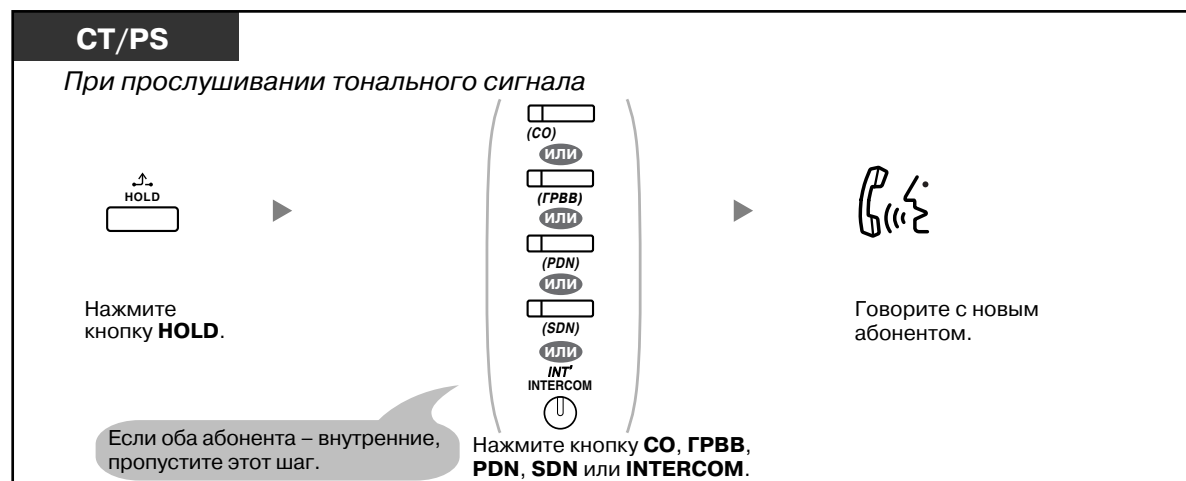 CT/PS
При прослушивании тонального сигнала
HOLD
Нажмите
кнопку HOLD.
(CO)
ИЛИ
(ГРВВ)
ИЛИ
(PDN)
ИЛИ
(SDN)
ИЛИ
INT'
INTERCOM
Если оба абонента – внутренние,
пропустите этот шаг.
Нажмите кнопку CO, ГРВВ,
PDN, SDN или INTERCOM.
Говорите с новым
абонентом.